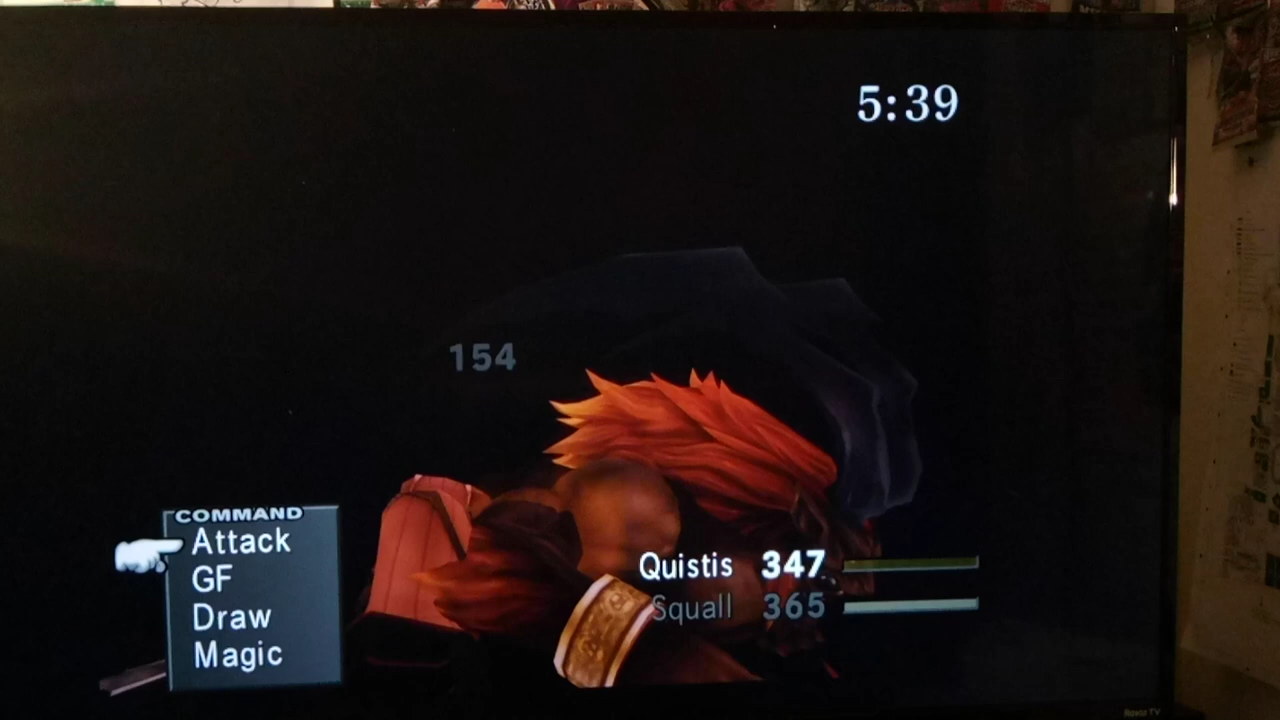 5:39
154
COMMAND
Attack
GF
Draw
Magic
Quistis 347
Squall 365